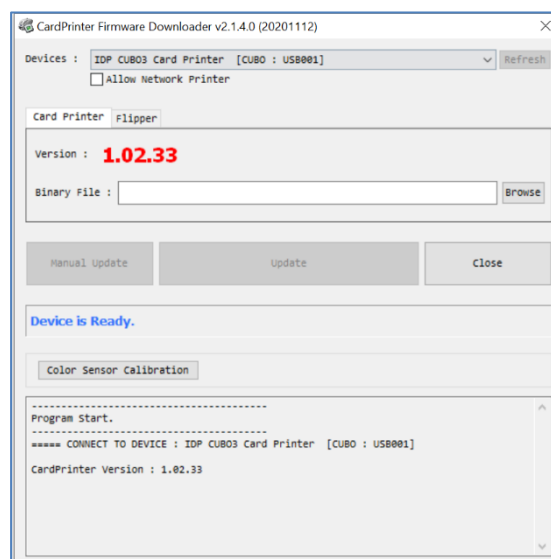 CardPrinter Firmware Downloader v2.1.4.0 (20201112)
Devices : IDP CUBO3 Card Printer [CUBO : USB001] Refresh
Allow Network Printer
Card Printer Flipper
Version : 1.02.33
Binary File : Browse
Manual Update Update Close
Device is Ready.
Color Sensor Calibration
----------------------------------------
Program Start.
----------------------------------------
===== CONNECT TO DEVICE : IDP CUBO3 Card Printer [CUBO : USB001]
CardPrinter Version : 1.02.33